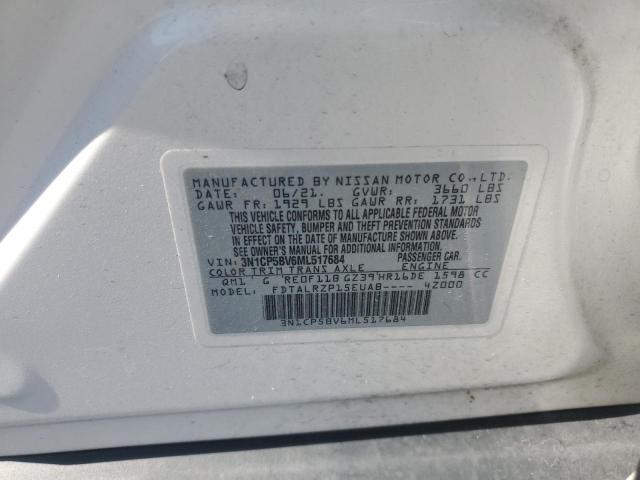 MANUFACTURED BY NISSAN MOTOR CO., LTD.
DATE: 06/21. GVWR: 3660 LBS
GAWR FR: 1929 LBS GAWR RR: 1731 LBS
THIS VEHICLE CONFORMS TO ALL APPLICABLE FEDERAL MOTOR
VEHICLE SAFETY, BUMPER AND THEFT PREVENTION STANDARDS
IN EFFECT ON THE DATE OF MANUFACTURE SHOWN ABOVE.
SEE OWNER'S MANUAL OR INFORMATION
VIN: 3N1CP5BV6ML517684 PASSENGER CAR.
COLOR TRIM TRANS AXLE ENGINE
QM1 G RE0F11B GZ39 HR16DE 1598 CC
MODEL: FDTALRZP15EUAB---- 4Z000
3N1CP5BV6ML517684